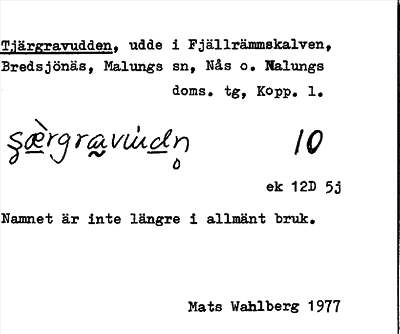 Tjärgravudden, udde i Fjällrämmskalven,
Bredsjönäs, Malungs sn, Nås o. Malungs
doms. tg, Kopp. l.
10
ek 12D 5j
Namnet är inte längre i allmänt bruk.
Mats Wahlberg 1977